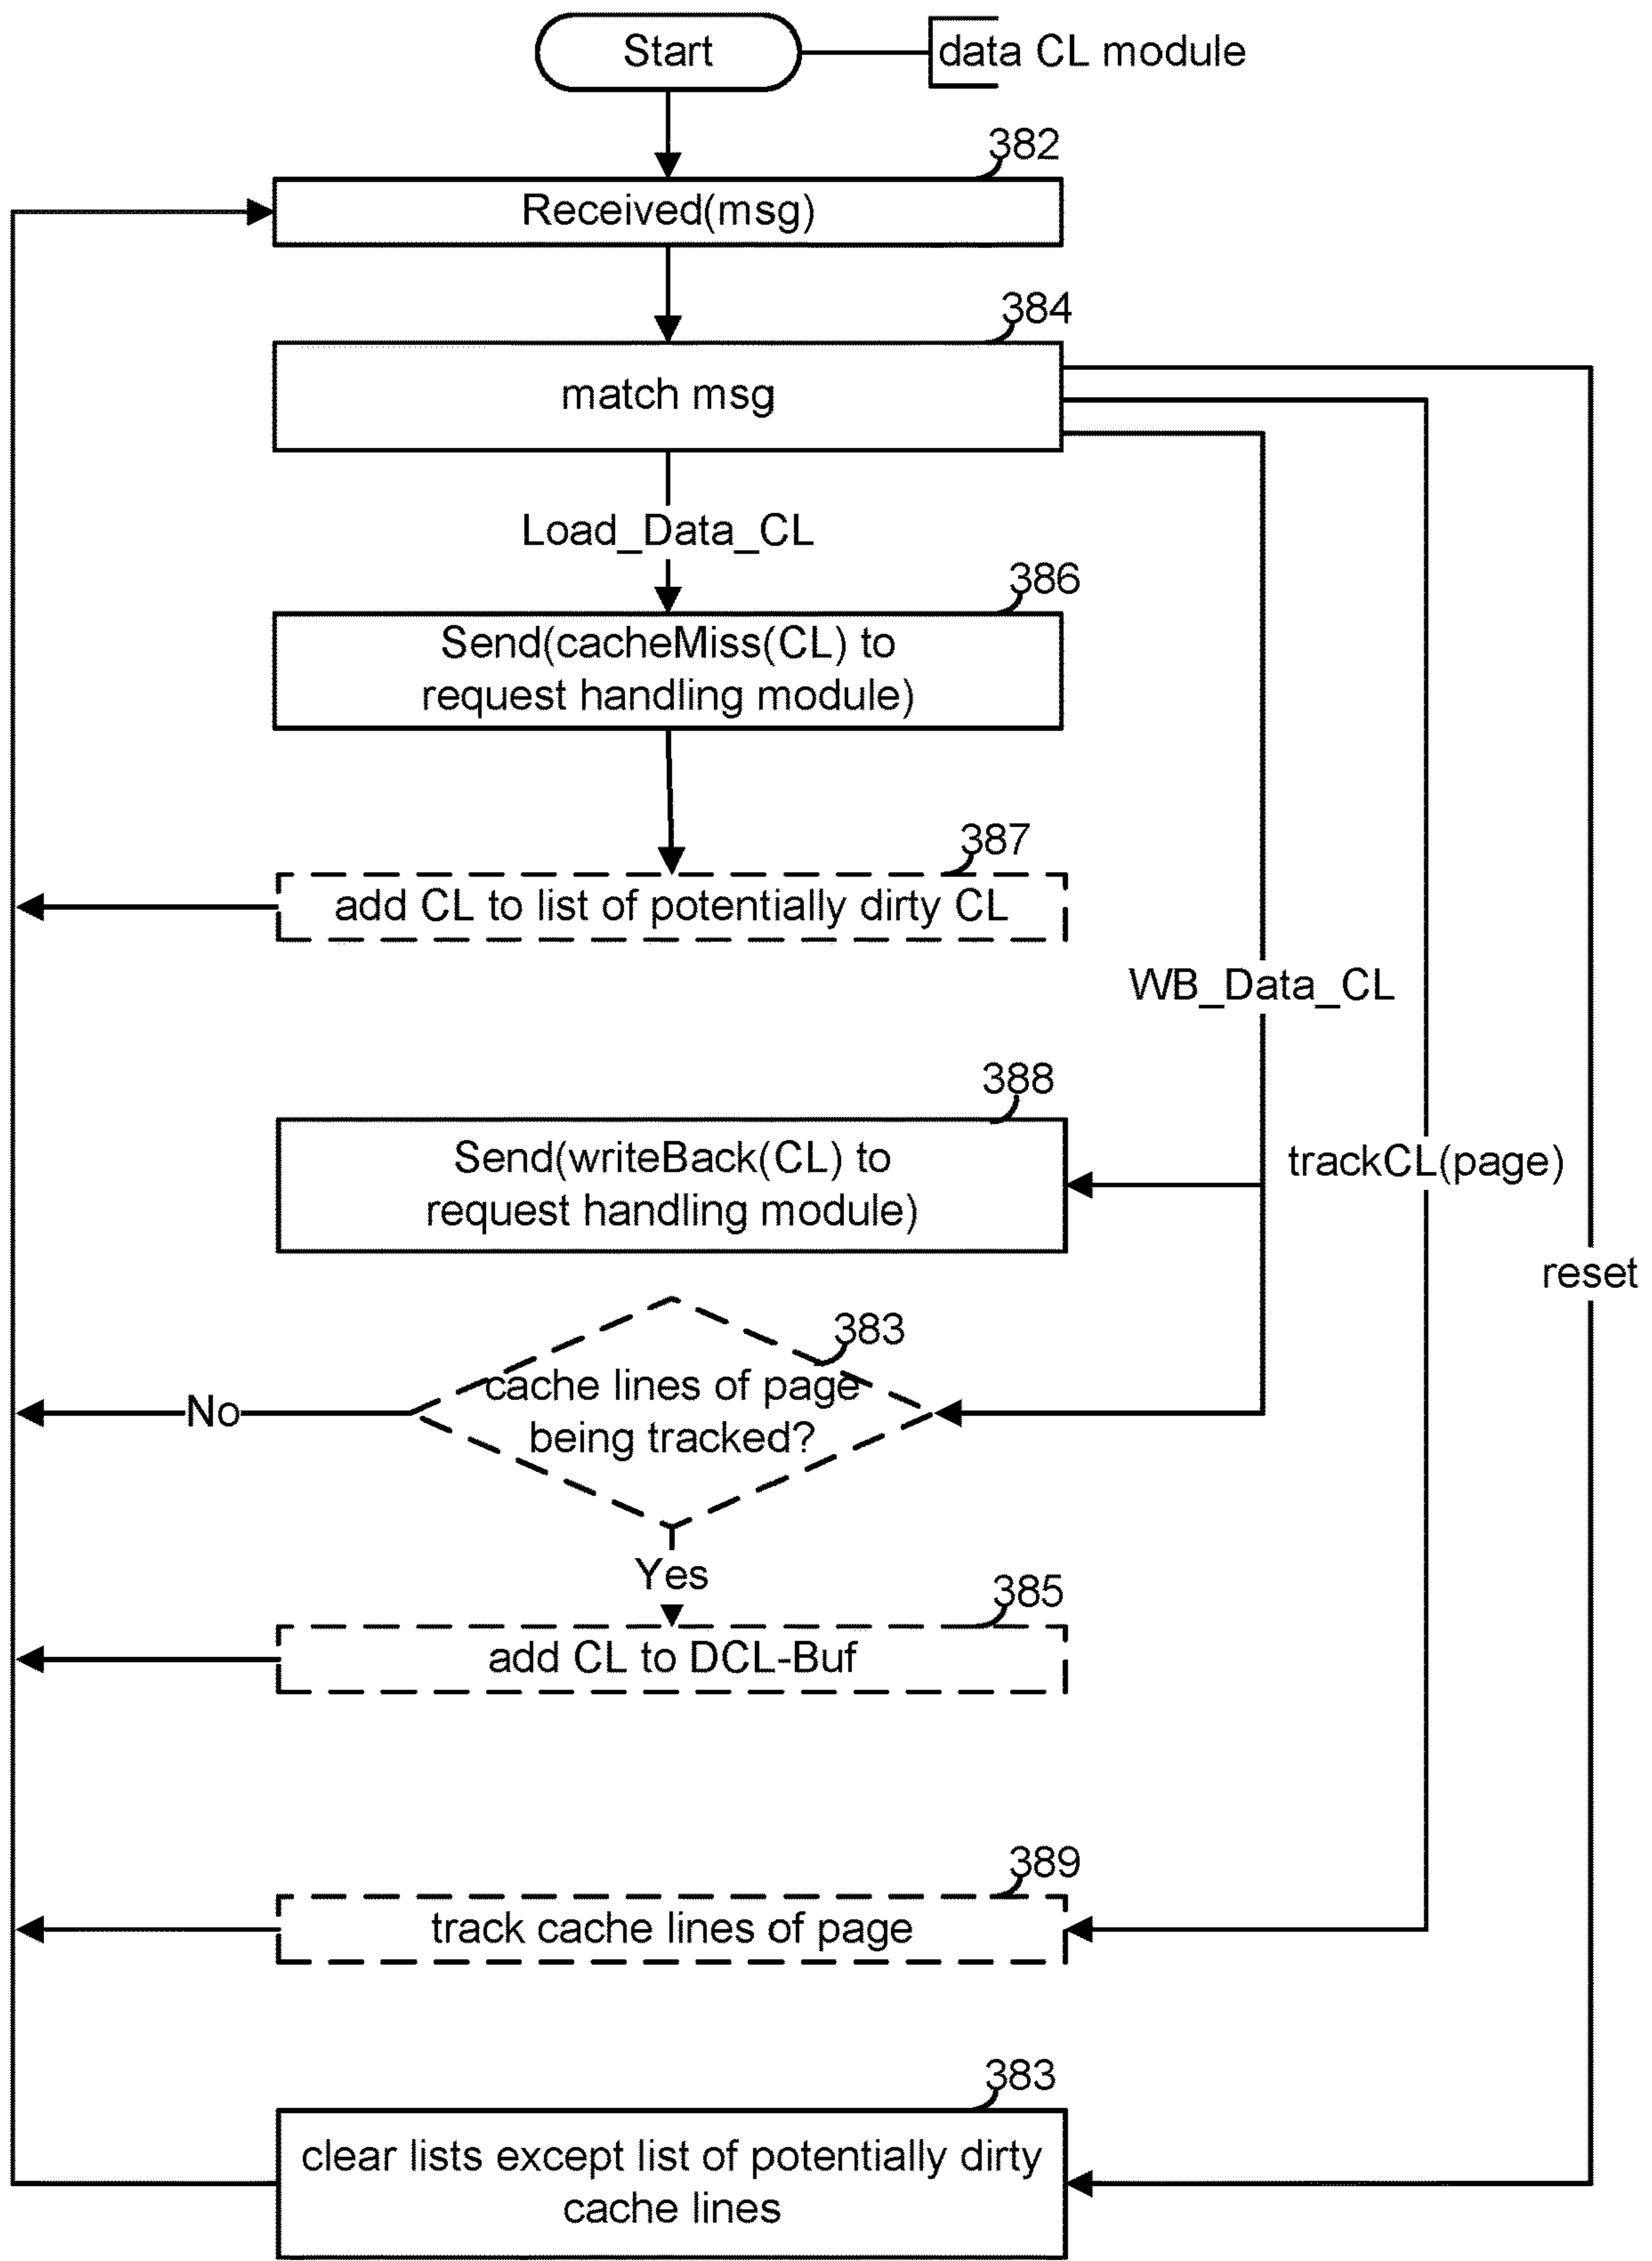 Start
data CL module
382
Received(msg)
384
match msg
Load_Data_CL
386
Send(cacheMiss(CL) to
request handling module)
387
add CL to list of potentially dirty CL
WB_Data_CL
388
Send(writeBack(CL) to
request handling module)
trackCL(page)
reset
383
cache lines of page
being tracked?
No
Yes
385
add CL to DCL-Buf
389
track cache lines of page
383
clear lists except list of potentially dirty
cache lines